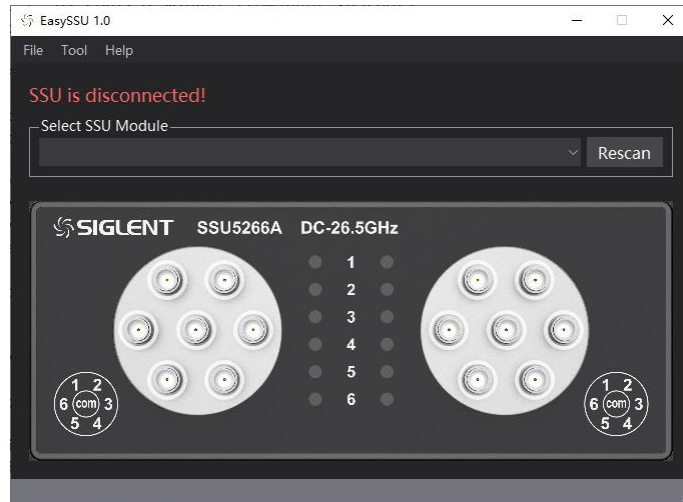 EasySSU 1.0
File Tool Help
SSU is disconnected!
Select SSU Module
Rescan
SIGLENT SSU5266A DC-26.5GHz
1
2
3
4
5
6
1 2
6 com 3
5 4
1 2
6 com 3
5 4